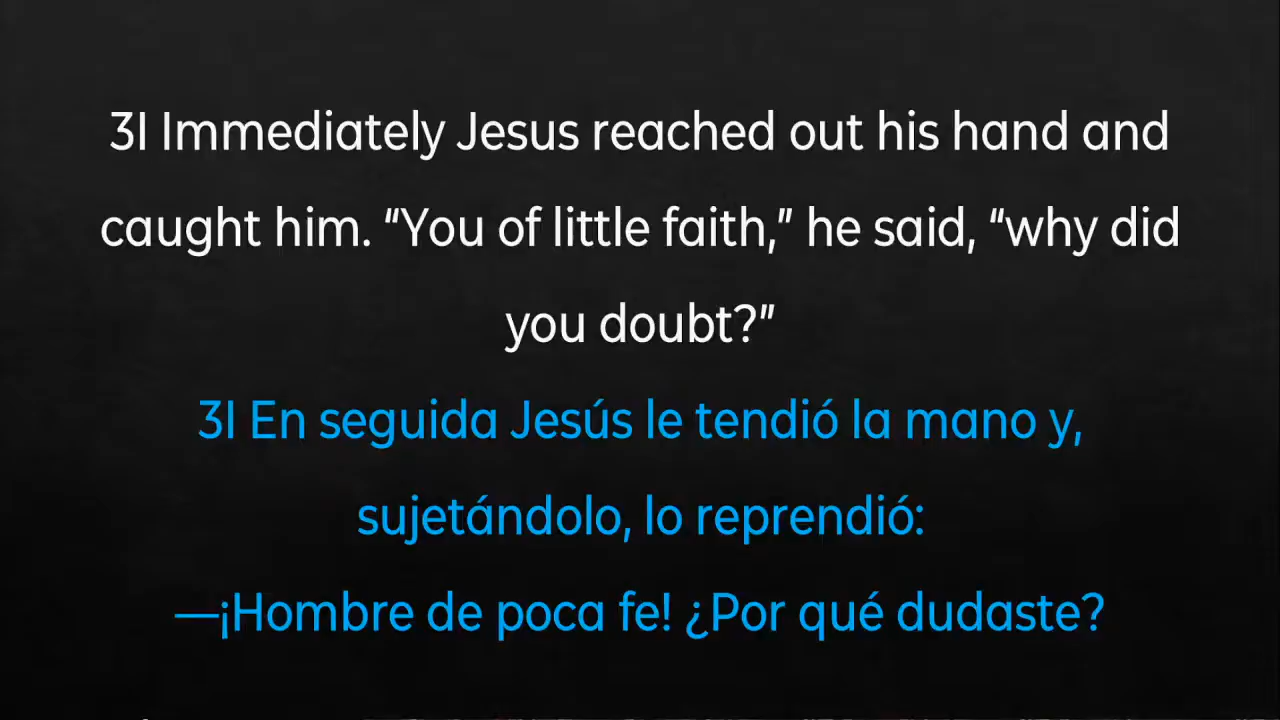 31 Immediately Jesus reached out his hand and
caught him. “You of little faith,” he said, “why did
you doubt?”
31 En seguida Jesús le tendió la mano y,
sujetándolo, lo reprendió:
—¡Hombre de poca fe! ¿Por qué dudaste?